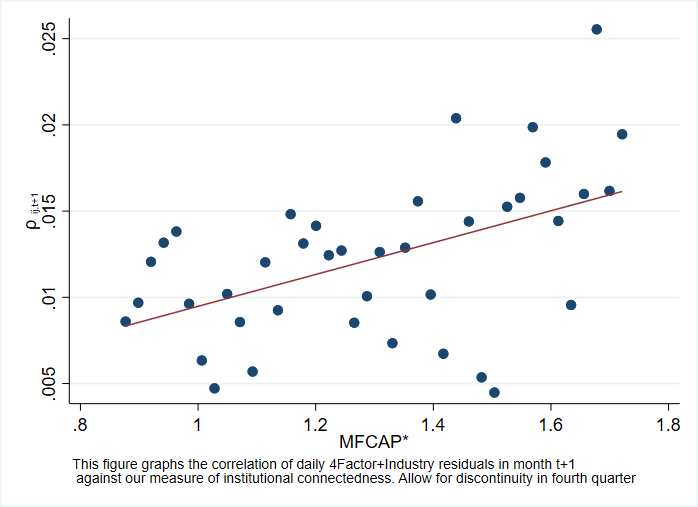 .025
.02
.015
.01
.005
ρ ij,t+1
.8 1 1.2 1.4 1.6 1.8
MFCAP*
This figure graphs the correlation of daily 4Factor+Industry residuals in month t+1
against our measure of institutional connectedness. Allow for discontinuity in fourth quarter